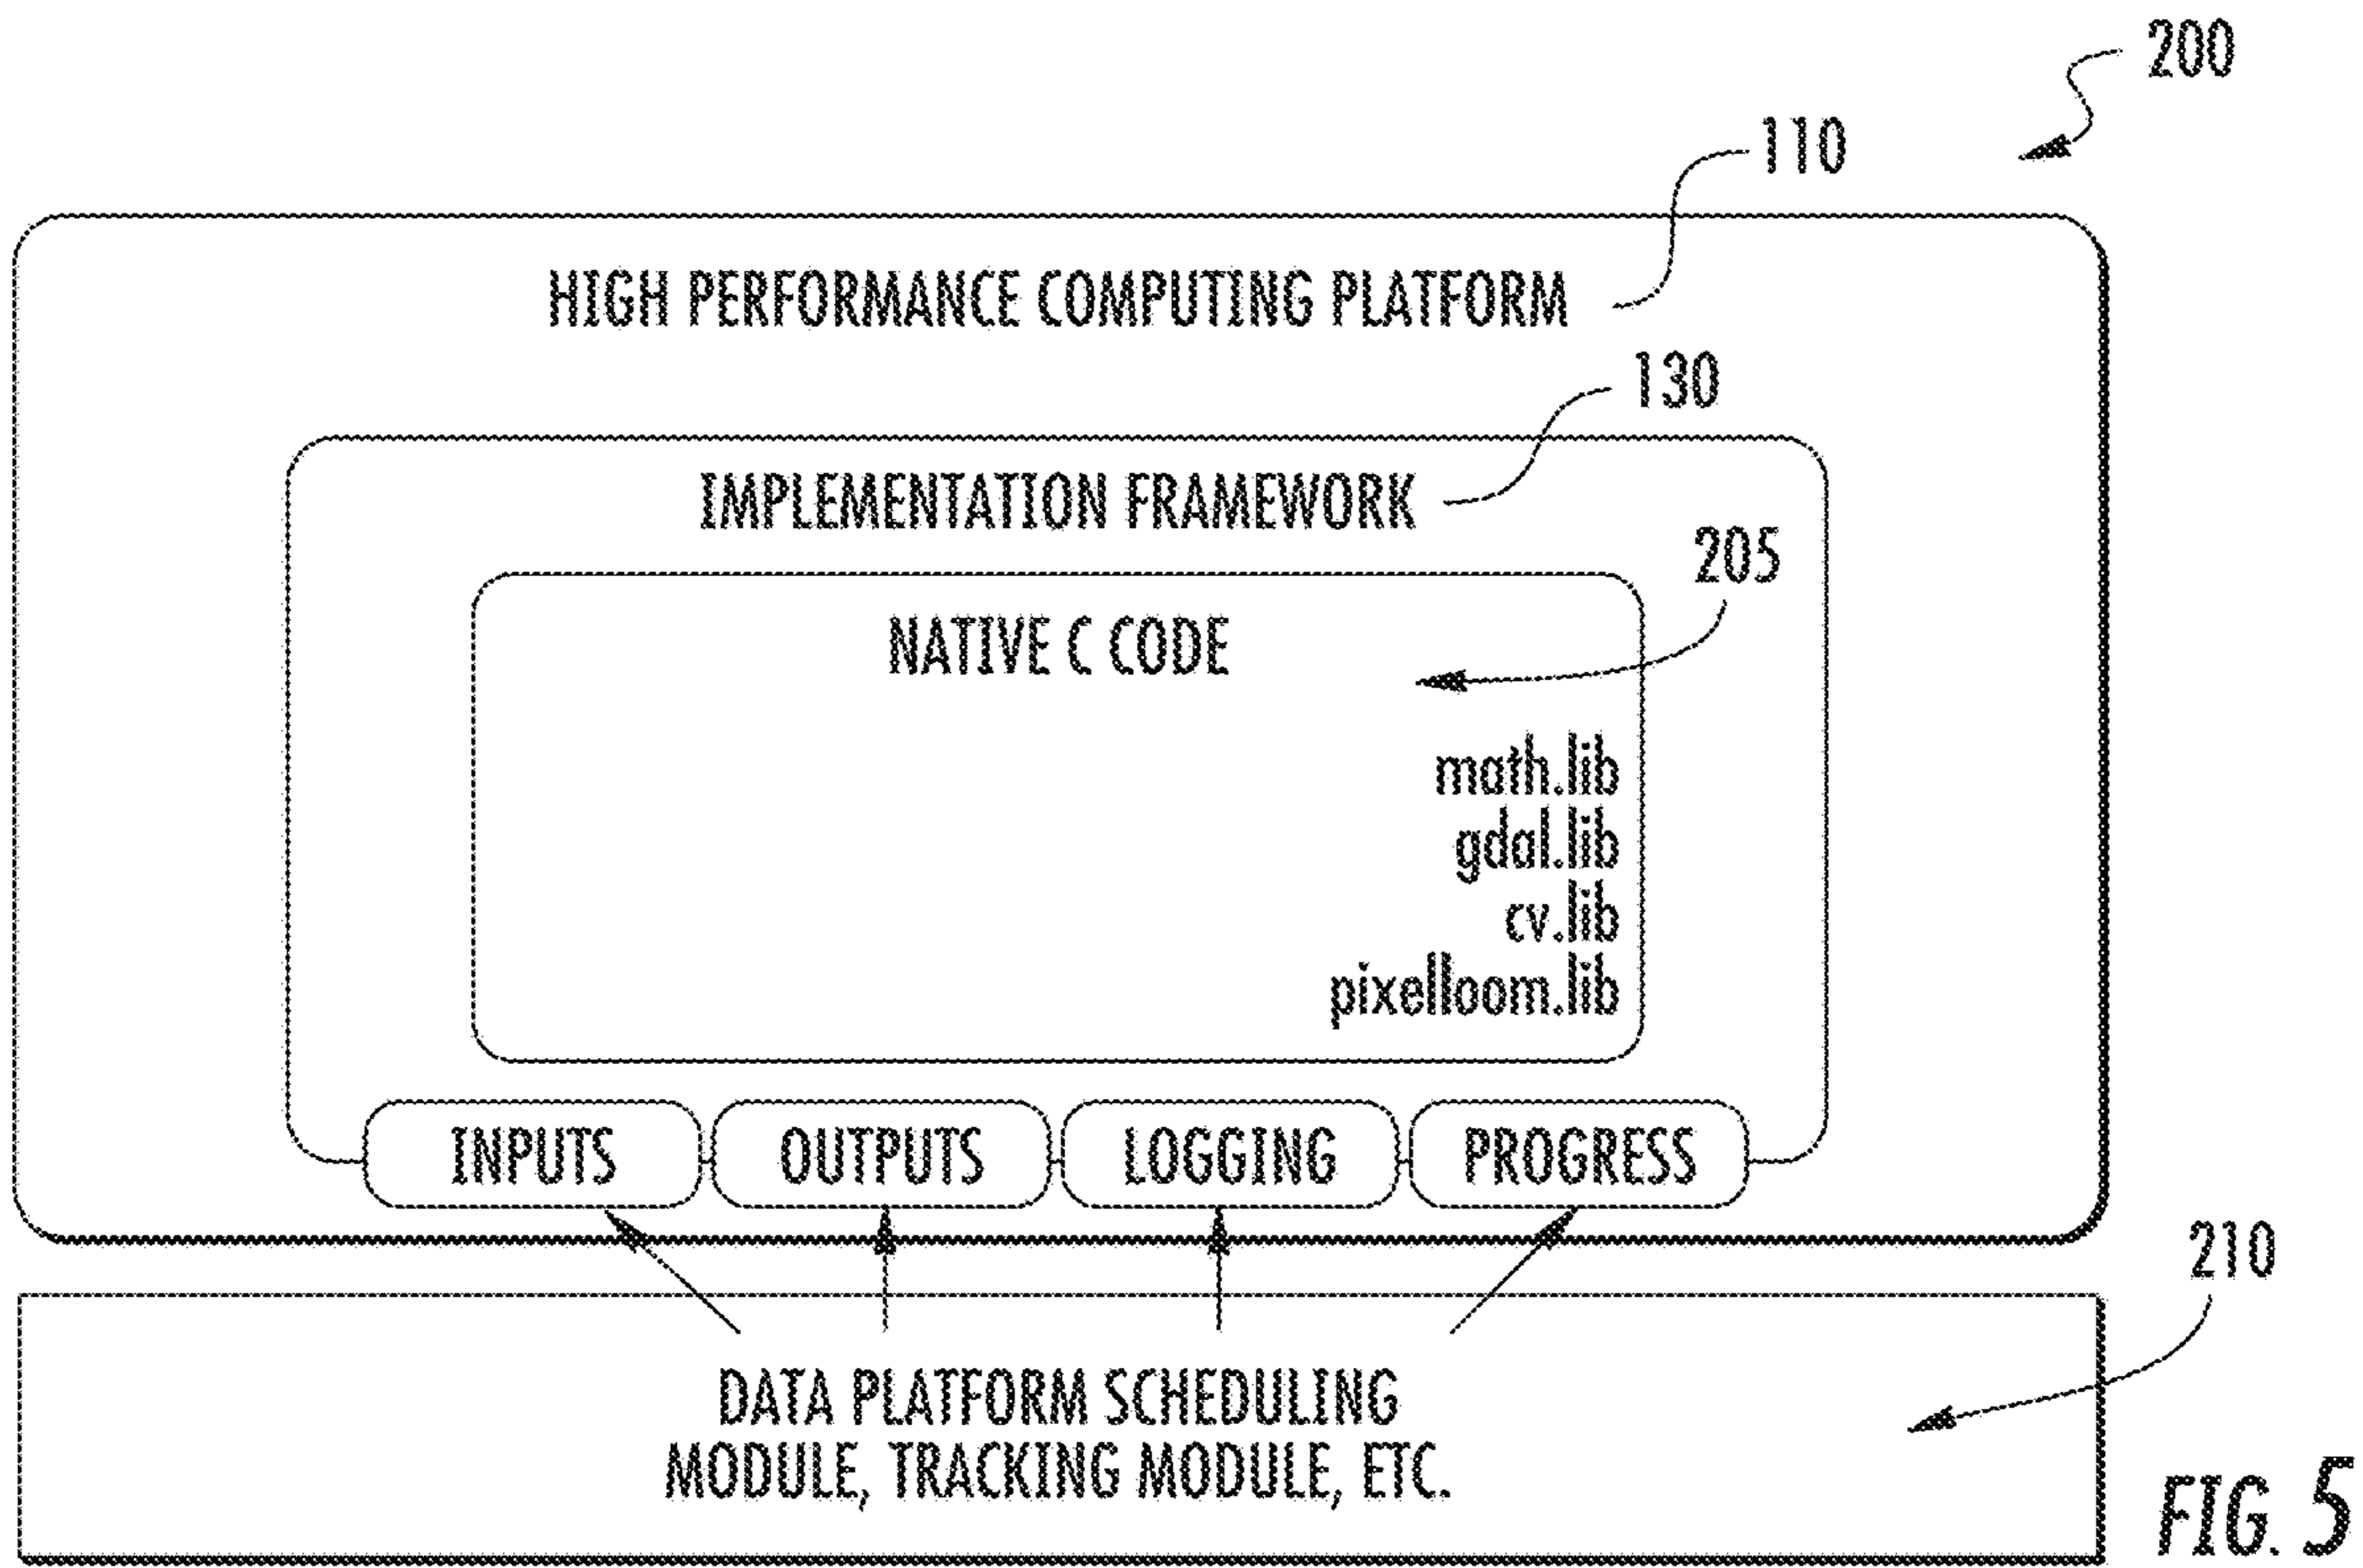 200
110
HIGH PERFORMANCE COMPUTING PLATFORM
130
IMPLEMENTATION FRAMEWORK
205
NATIVE C CODE
math.lib
gdal.lib
cv.lib
pixelloom.lib
INPUTS OUTPUTS LOGGING PROGRESS
210
DATA PLATFORM SCHEDULING
MODULE, TRACKING MODULE, ETC.
FIG. 5